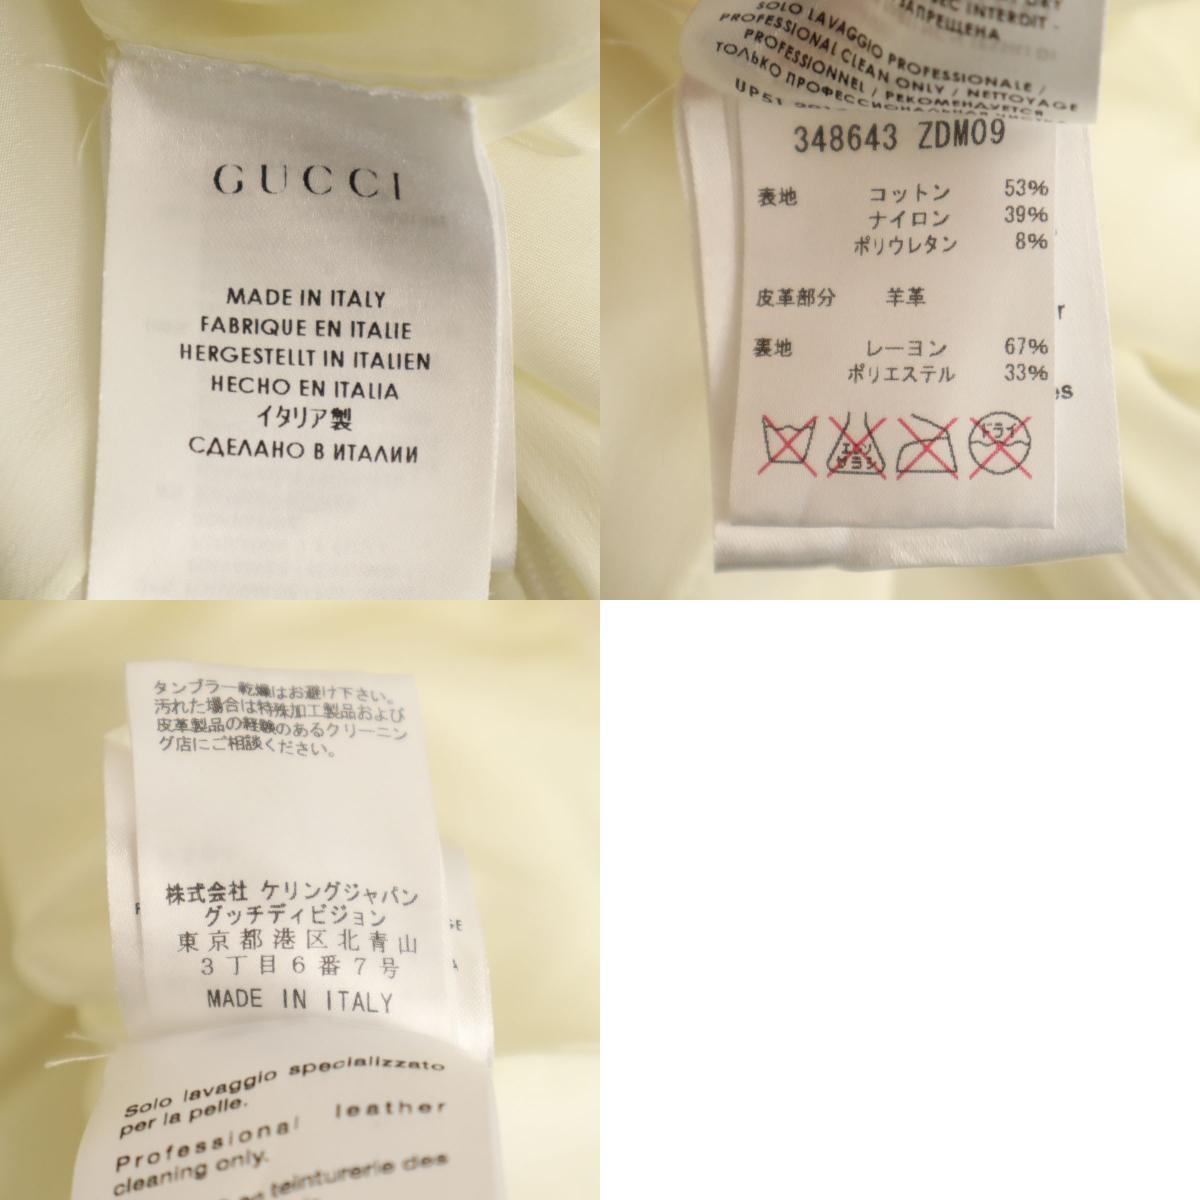 GUCCI
MADE IN ITALY
FABRIQUE EN ITALIE
HERGESTELLT IN ITALIEN
HECHO EN ITALIA
イタリア製
СДЕЛАНО В ИТАЛИИ
SEC INTERDIT -
ЗАПРЕЩЕНА
SOLO LAVAGGIO PROFESSIONALE /
PROFESSIONAL CLEAN ONLY / NETTOYAGE
PROFESSIONNEL / РЕКОМЕНДУЕТСЯ
ТОЛЬКО ПРОФЕССИОНАЛЬНАЯ
348643 ZDM09
表地 コットン 53%
ナイロン 39%
ポリウレタン 8%
皮革部分 羊革
裏地 レーヨン 67%
ポリエステル 33%
ドライ
タンブラー乾燥はお避け下さい。
汚れた場合は特殊加工製品および
皮革製品の経験のあるクリーニン
グ店にご相談ください。
株式会社 ケリングジャパン
グッチディビジョン
東京都港区北青山
3丁目6番7号
MADE IN ITALY
Solo lavaggio specializzato
per la pelle.
Professional leather
cleaning only.
en teinturerie des